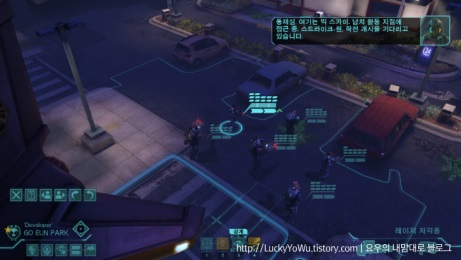 통제실, 여기는 빅 스카이. 납치 활동 지점에
접근 중. 스트라이크-원, 작전 개시를 기다리고
있습니다.
'Developer'
GO EUN PARK
레이저 저격총
http://LuckyYoWu.tistory.com | 요우의 내맘대로 블로그